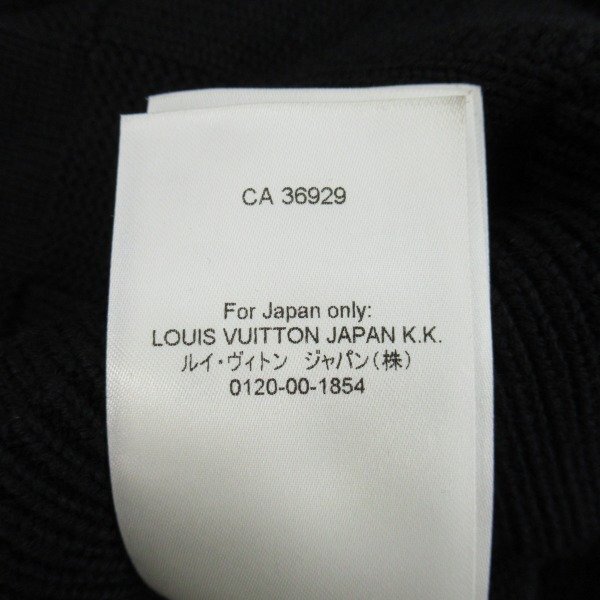 CA 36929
For Japan only:
LOUIS VUITTON JAPAN K.K.
ルイ・ヴィトン　ジャパン(株)
0120-00-1854